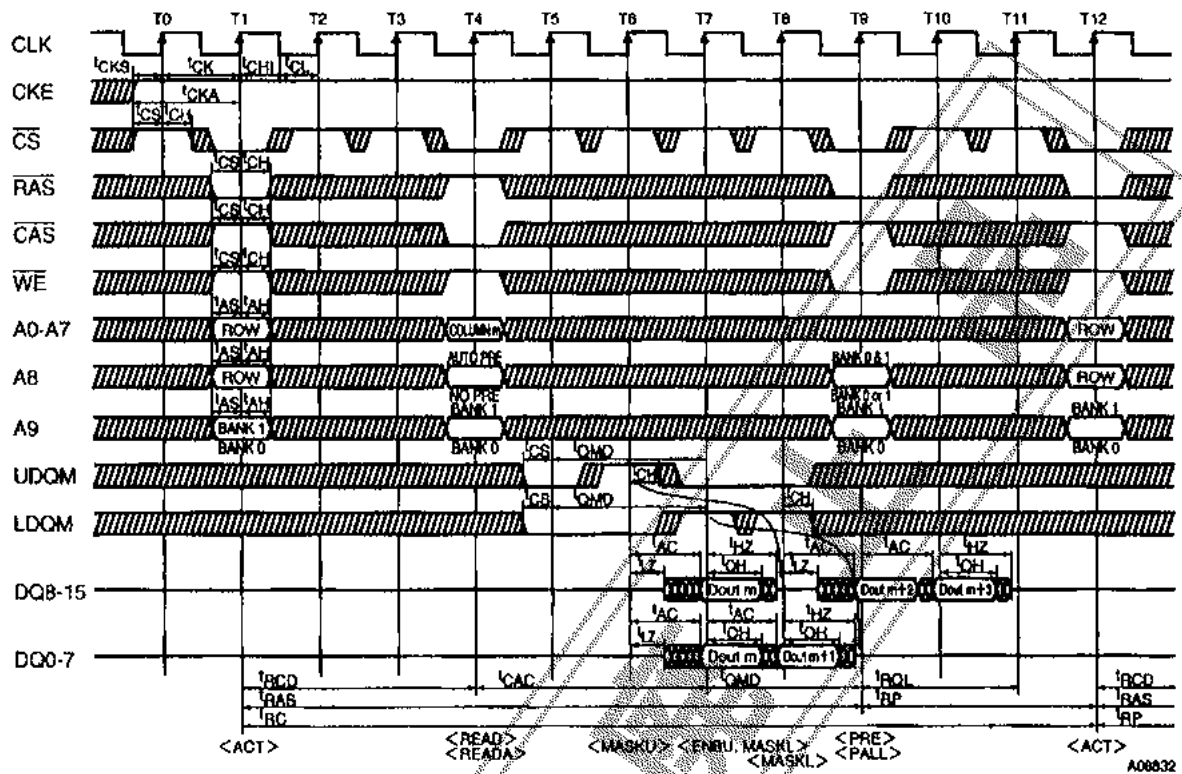 T0 T1 T2 T3 T4 T5 T6 T7 T8 T9 T10 T11 T12
CLK
tCKS tCK tCHI tCL
CKE
tCKA
tCS
CS
tCS tCH
RAS
tCS tCH
CAS
tCS tCH
WE
tAS tAH
A0-A7 ROW COLUMN m ROW
tAS tAH AUTO PRE BANK 0 & 1
A8 ROW ROW
tAS tAH NO PRE BANK 0 or 1
BANK 1 BANK 1 BANK 1
A9 BANK 1
BANK 0 BANK 0 BANK 0 BANK 0
tCS tQMD
UDQM tCH
tCS tQMD tCH
LDQM
tAC tHZ tAC tAC tHZ
tLZ tOH tLZ tOH
DQ8-15 Dout m Dout m+2 Dout m+3
tAC tAC tHZ
tLZ tOH tOH
DQ0-7 Dout m Dout m+1
tRCD tCAC tQMD tRQL tRCD
tRAS tRP tRAS
tRC tRP
<ACT> <READ> <MASKU> <ENBU, MASKL> <PRE> <ACT>
<READA> <MASKL> <PALL>
A00832